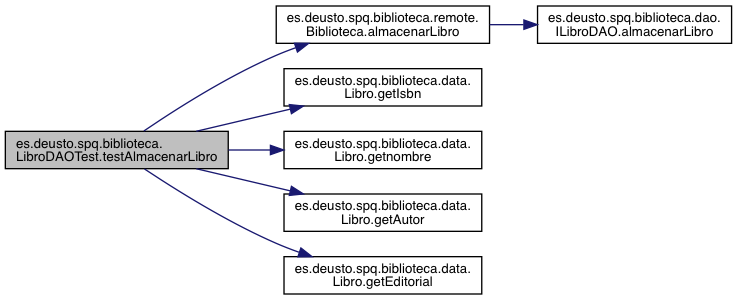 es.deusto.spq.biblioteca.
LibroDAOTest.testAlmacenarLibro
es.deusto.spq.biblioteca.remote.
Biblioteca.almacenarLibro
es.deusto.spq.biblioteca.dao.
ILibroDAO.almacenarLibro
es.deusto.spq.biblioteca.data.
Libro.getIsbn
es.deusto.spq.biblioteca.data.
Libro.getnombre
es.deusto.spq.biblioteca.data.
Libro.getAutor
es.deusto.spq.biblioteca.data.
Libro.getEditorial